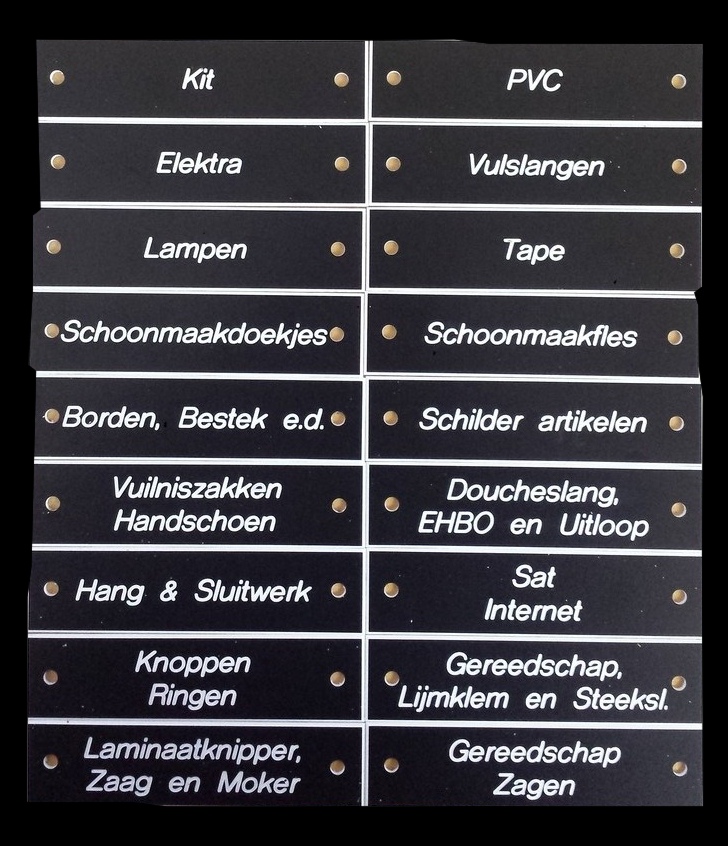 Kit
PVC
Elektra
Vulslangen
Lampen
Tape
Schoonmaakdoekjes
Schoonmaakfles
Borden, Bestek e.d.
Schilder artikelen
Vuilniszakken
Handschoen
Doucheslang,
EHBO en Uitloop
Hang & Sluitwerk
Sat
Internet
Knoppen
Ringen
Gereedschap,
Lijmklem en Steeksl.
Laminaatknipper,
Zaag en Moker
Gereedschap
Zagen